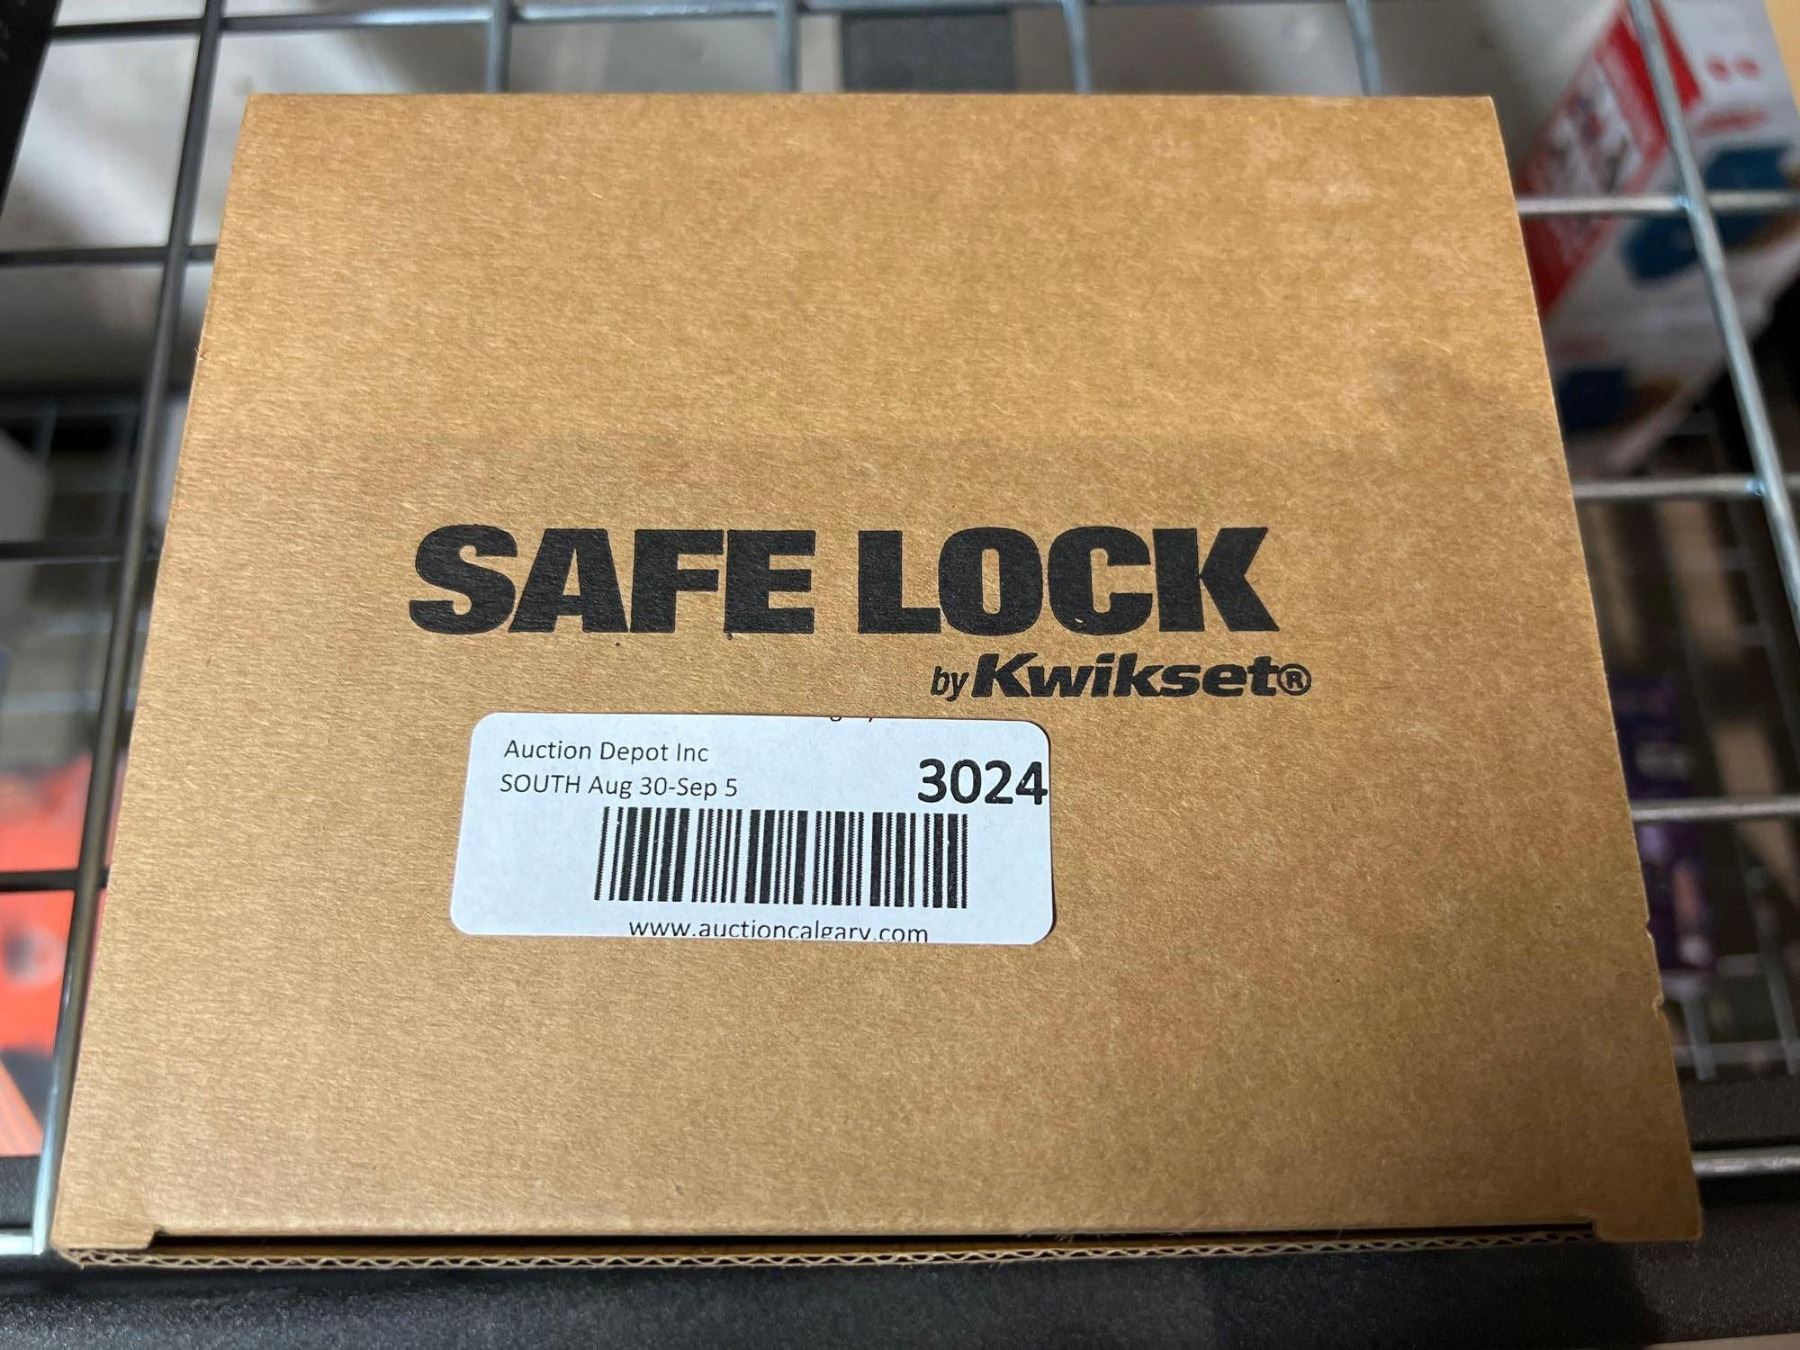 SAFE LOCK
by Kwikset®
Auction Depot Inc
SOUTH Aug 30-Sep 5
3024
www.auctioncalgary.com